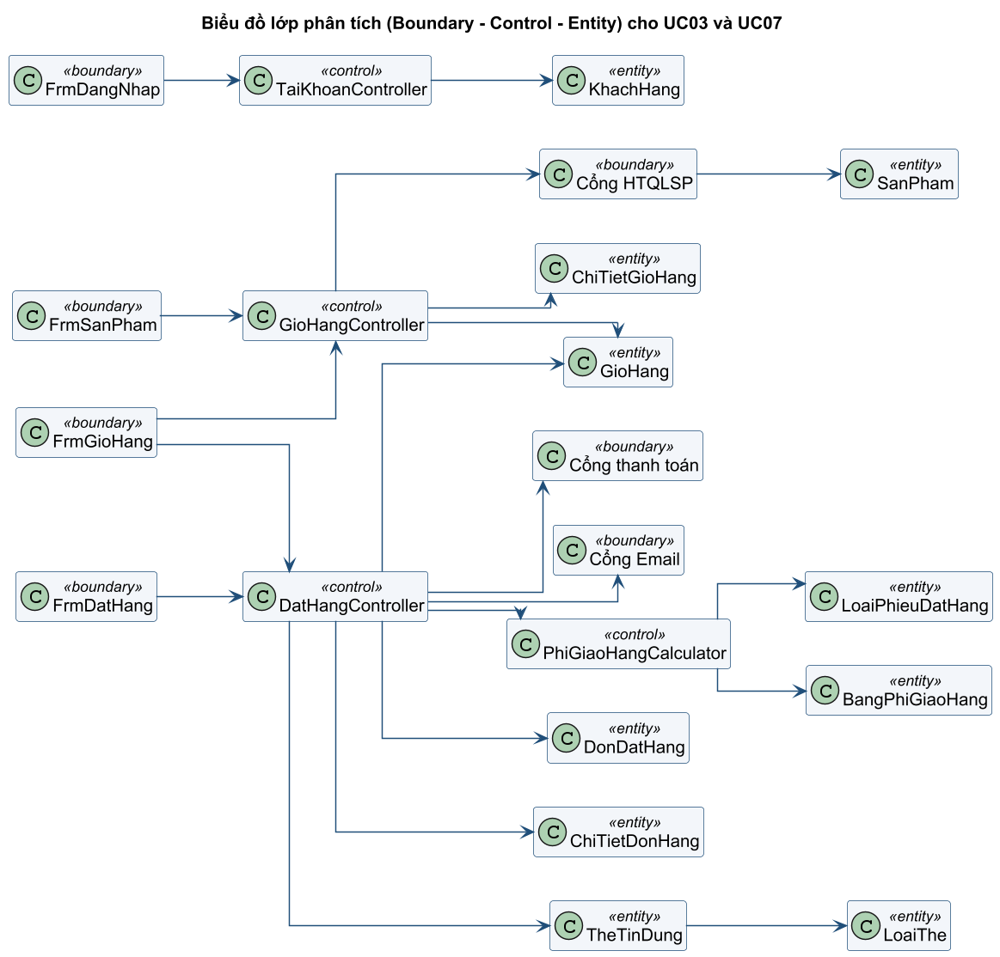 Biểu đồ lớp phân tích (Boundary - Control - Entity) cho UC03 và UC07
C
«boundary»
FrmDangNhap
C
«control»
TaiKhoanController
C
«entity»
KhachHang
C
«boundary»
Cổng HTQLSP
C
«entity»
SanPham
C
«entity»
ChiTietGioHang
C
«boundary»
FrmSanPham
C
«control»
GioHangController
C
«entity»
GioHang
C
«boundary»
FrmGioHang
C
«boundary»
Cổng thanh toán
C
«boundary»
Cổng Email
C
«boundary»
FrmDatHang
C
«control»
DatHangController
C
«entity»
LoaiPhieuDatHang
C
«control»
PhiGiaoHangCalculator
C
«entity»
BangPhiGiaoHang
C
«entity»
DonDatHang
C
«entity»
ChiTietDonHang
C
«entity»
TheTinDung
C
«entity»
LoaiThe